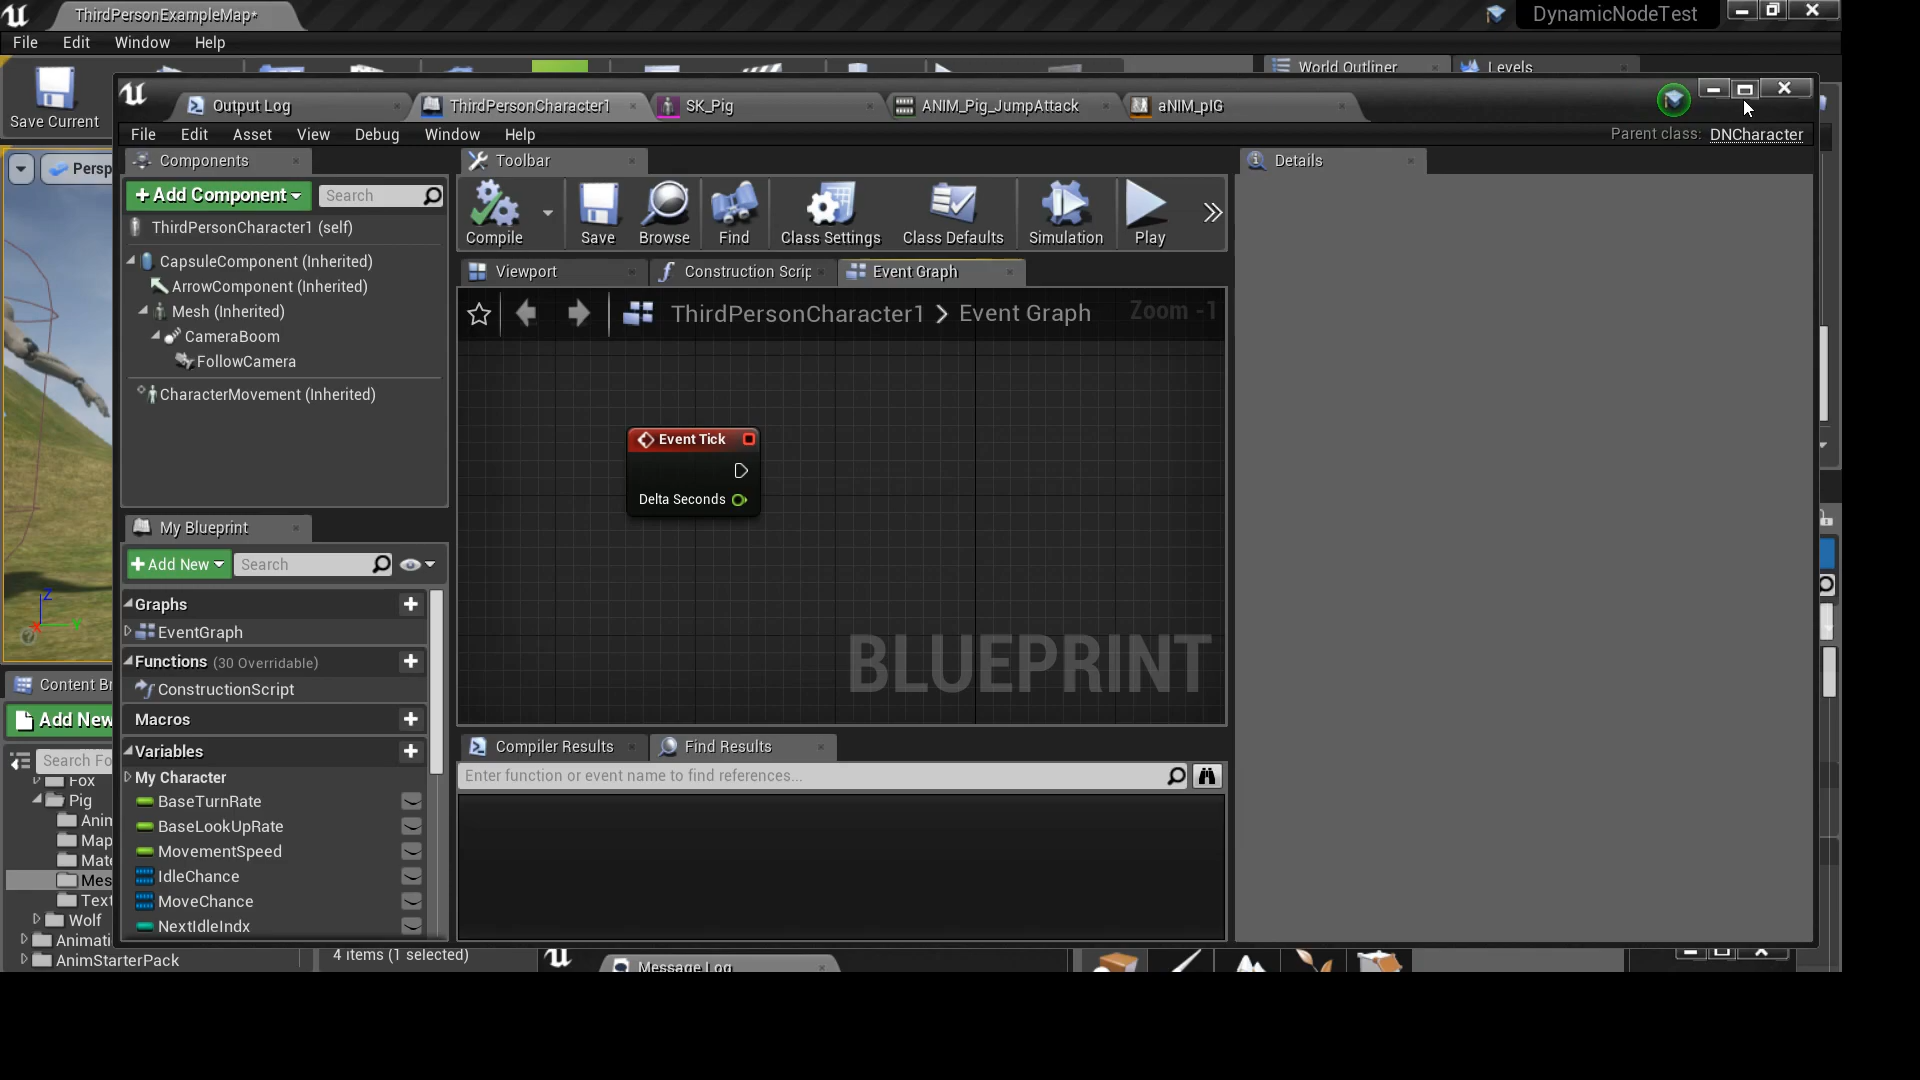 ThirdPersonExampleMap*
DynamicNodeTest
File Edit Window Help
World Outliner
Levels
Save Current
Output Log
ThirdPersonCharacter1
SK_Pig
ANIM_Pig_JumpAttack
aNIM_pIG
File Edit Asset View Debug Window Help
Parent class: DNCharacter
Persp
Components
Toolbar
Details
+ Add Component
Search
Compile
Save
Browse
Find
Class Settings
Class Defaults
Simulation
Play
ThirdPersonCharacter1 (self)
CapsuleComponent (Inherited)
ArrowComponent (Inherited)
Mesh (Inherited)
CameraBoom
FollowCamera
CharacterMovement (Inherited)
Viewport
Construction Scrip
Event Graph
ThirdPersonCharacter1 > Event Graph
Zoom -1
Event Tick
Delta Seconds
BLUEPRINT
My Blueprint
+ Add New
Search
Graphs
EventGraph
Functions (30 Overridable)
ConstructionScript
Macros
Variables
My Character
BaseTurnRate
BaseLookUpRate
MovementSpeed
IdleChance
MoveChance
NextIdleIndx
Compiler Results
Find Results
Enter function or event name to find references...
Content Br
Add New
Search Fo
Fox
Pig
Anim
Map
Mate
Mes
Text
Wolf
Animati
AnimStarterPack
4 items (1 selected)
Message Log
X
Z